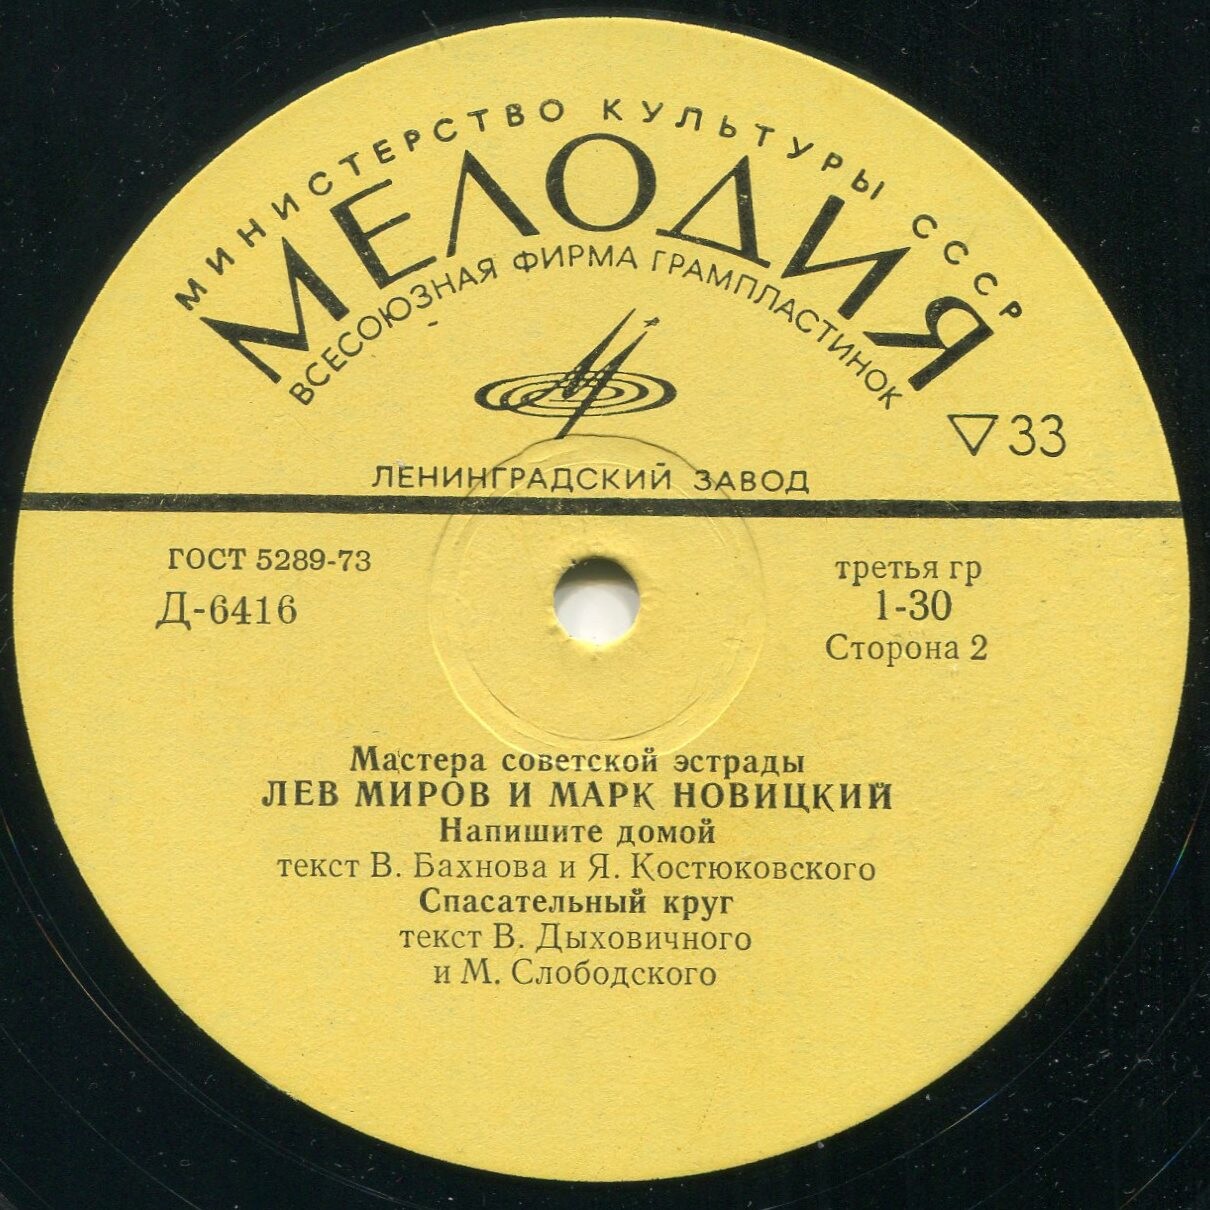 МИНИСТЕРСТВО КУЛЬТУРЫ СССР
МЕЛОДИЯ
ВСЕСОЮЗНАЯ ФИРМА ГРАМПЛАСТИНОК
33
ЛЕНИНГРАДСКИЙ ЗАВОД
ГОСТ 5289-73
Д-6416
третья гр
1-30
Сторона 2
Мастера советской эстрады
ЛЕВ МИРОВ И МАРК НОВИЦКИЙ
Напишите домой
текст В. Бахнова и Я. Костюковского
Спасательный круг
текст В. Дыховичного
и М. Слободского